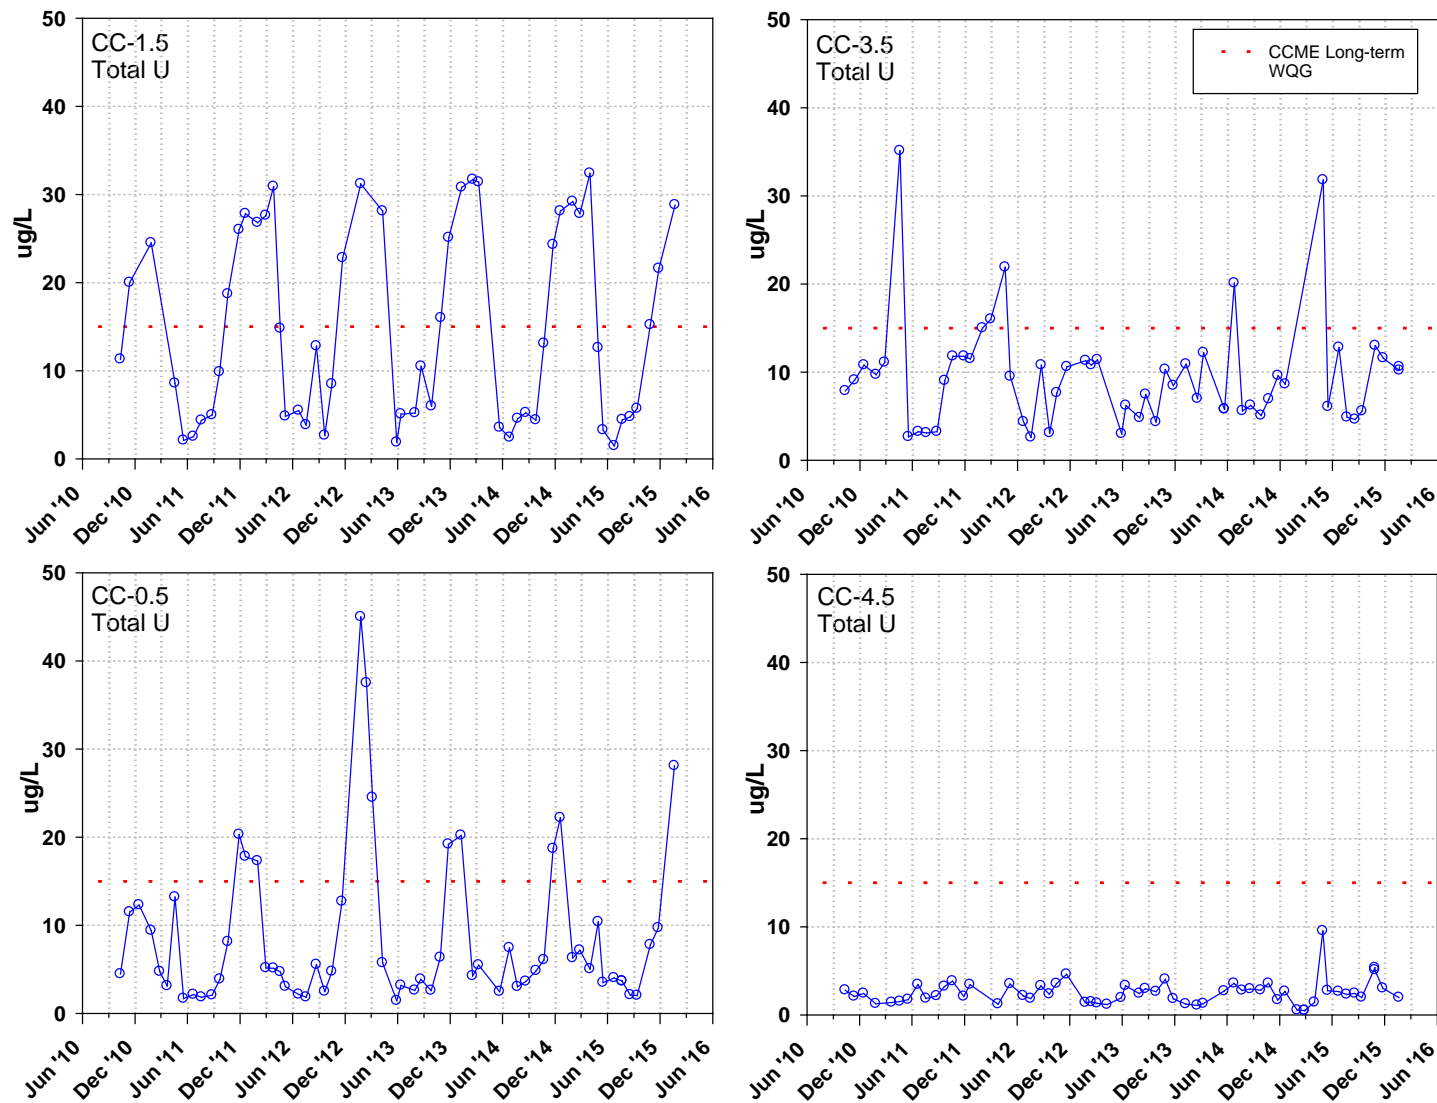 CC-1.5
Total U
ug/L
50
40
30
20
10
0
Jun '10
Dec '10
Jun '11
Dec '11
Jun '12
Dec '12
Jun '13
Dec '13
Jun '14
Dec '14
Jun '15
Dec '15
Jun '16
CC-3.5
Total U
CCME Long-term
WQG
ug/L
50
40
30
20
10
0
Jun '10
Dec '10
Jun '11
Dec '11
Jun '12
Dec '12
Jun '13
Dec '13
Jun '14
Dec '14
Jun '15
Dec '15
Jun '16
CC-0.5
Total U
ug/L
50
40
30
20
10
0
Jun '10
Dec '10
Jun '11
Dec '11
Jun '12
Dec '12
Jun '13
Dec '13
Jun '14
Dec '14
Jun '15
Dec '15
Jun '16
CC-4.5
Total U
ug/L
50
40
30
20
10
0
Jun '10
Dec '10
Jun '11
Dec '11
Jun '12
Dec '12
Jun '13
Dec '13
Jun '14
Dec '14
Jun '15
Dec '15
Jun '16